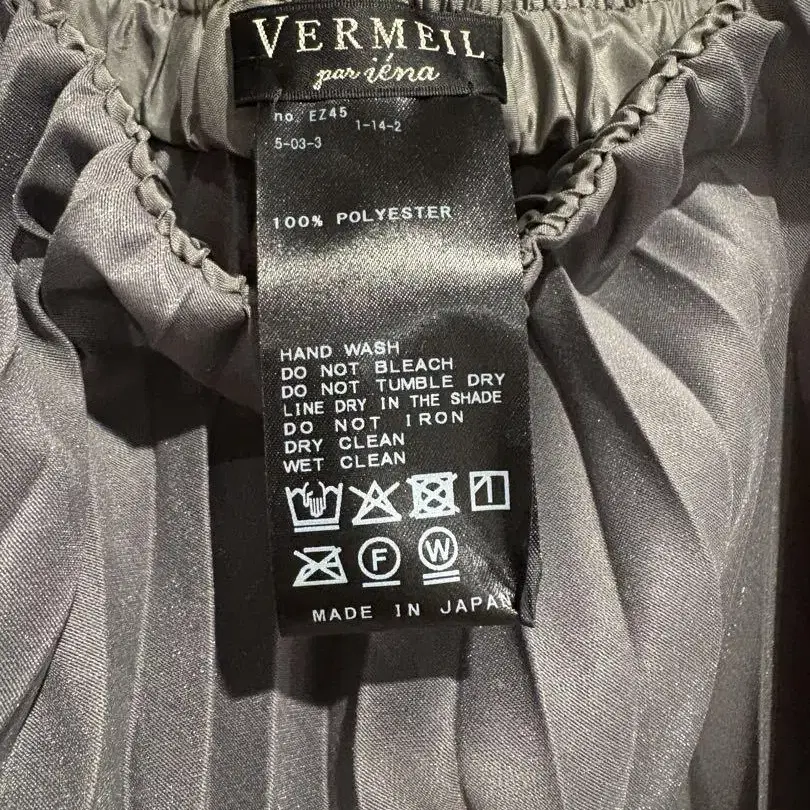 VERMEIL
par iéna
no. EZ45 1-14-2
5-03-3
100% POLYESTER
HAND WASH
DO NOT BLEACH
DO NOT TUMBLE DRY
LINE DRY IN THE SHADE
DO NOT IRON
DRY CLEAN
WET CLEAN
F W
MADE IN JAPAN